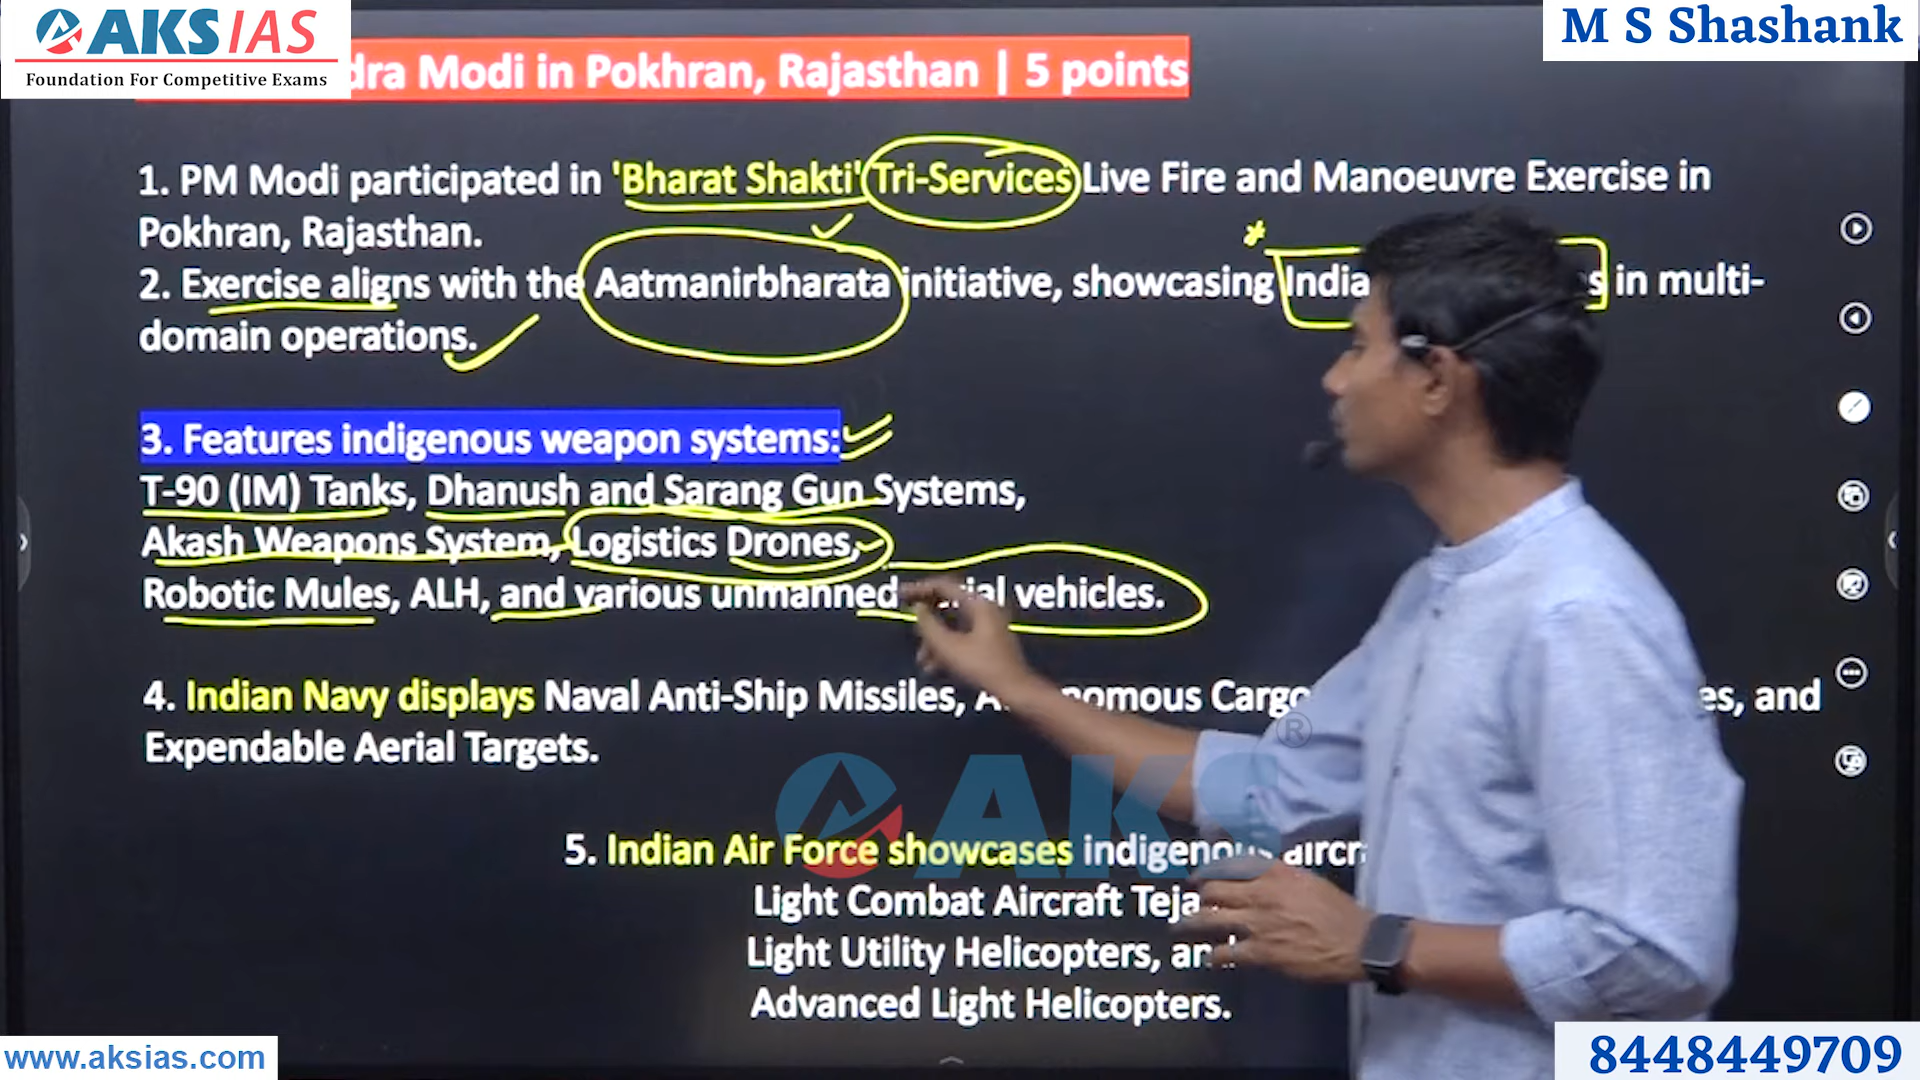 AKS IAS
Foundation For Competitive Exams
M S Shashank
dra Modi in Pokhran, Rajasthan | 5 points
1. PM Modi participated in 'Bharat Shakti' Tri-Services Live Fire and Manoeuvre Exercise in
Pokhran, Rajasthan.
2. Exercise aligns with the Aatmanirbharata initiative, showcasing India in multi-
domain operations.
3. Features indigenous weapon systems:
T-90 (IM) Tanks, Dhanush and Sarang Gun Systems,
Akash Weapons System, Logistics Drones,
Robotic Mules, ALH, and various unmanned vehicles.
4. Indian Navy displays Naval Anti-Ship Missiles, and
Expendable Aerial Targets.
AKS ®
5. Indian Air Force showcases indigenous
Light Combat Aircraft
Light Utility Helicopters, and
Advanced Light Helicopters.
www.aksias.com
8448449709